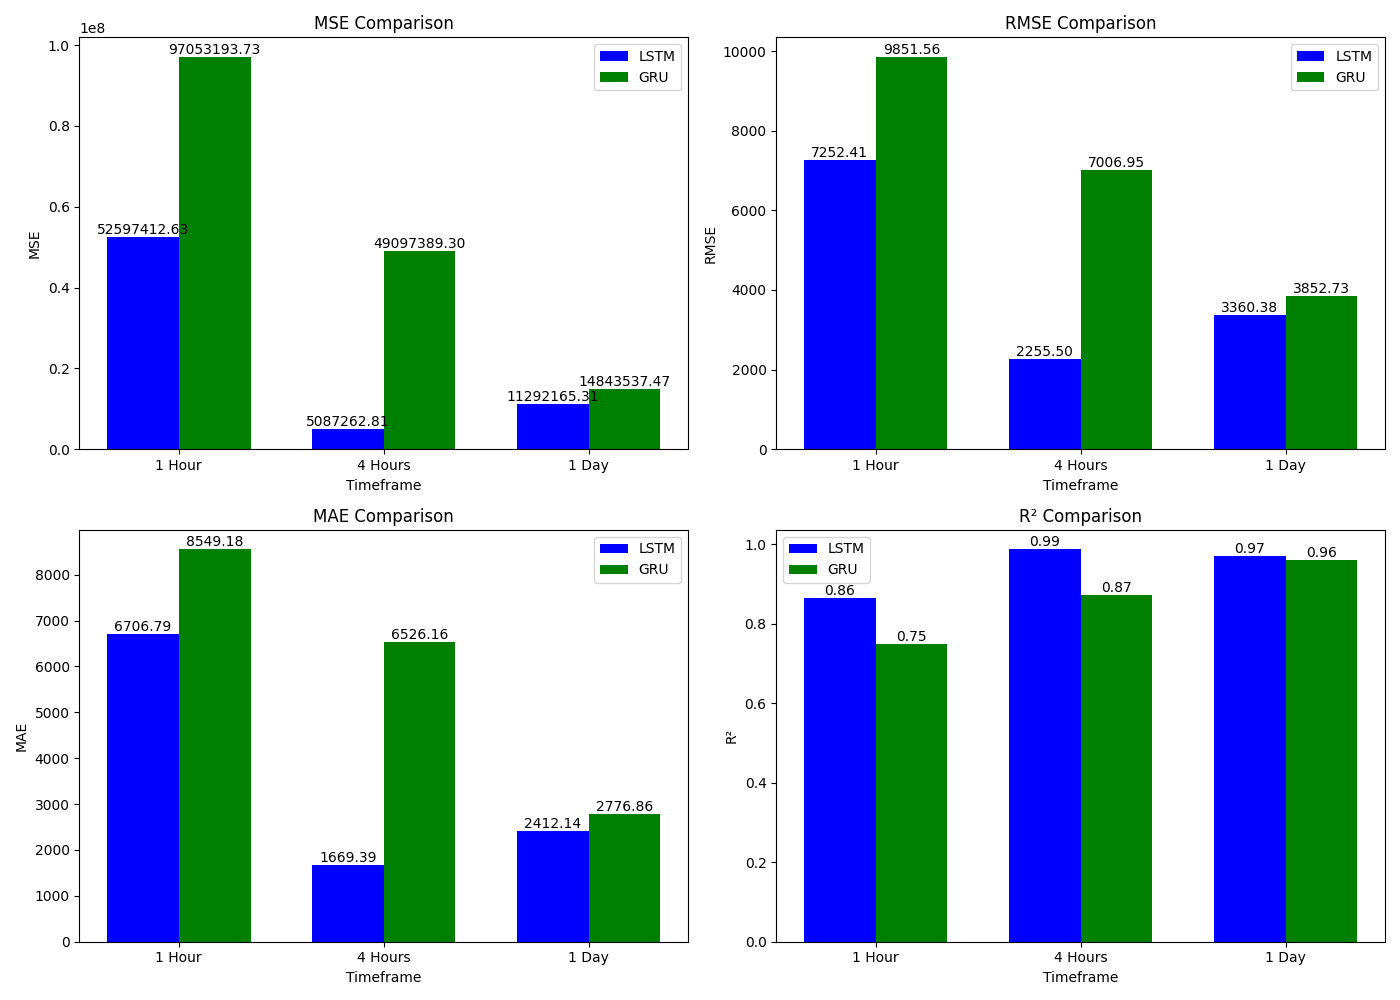 MSE Comparison
1e8
1.0
0.8
0.6
0.4
0.2
0.0
MSE
97053193.73
52597412.63
49097389.30
5087262.81
14843537.47
11292165.31
LSTM
GRU
1 Hour
4 Hours
1 Day
Timeframe
RMSE Comparison
10000
8000
6000
4000
2000
0
RMSE
9851.56
7252.41
7006.95
2255.50
3852.73
3360.38
LSTM
GRU
1 Hour
4 Hours
1 Day
Timeframe
MAE Comparison
8000
7000
6000
5000
4000
3000
2000
1000
0
MAE
8549.18
6706.79
6526.16
1669.39
2776.86
2412.14
LSTM
GRU
1 Hour
4 Hours
1 Day
Timeframe
R² Comparison
1.0
0.8
0.6
0.4
0.2
0.0
R²
LSTM
GRU
0.86
0.75
0.99
0.87
0.97
0.96
1 Hour
4 Hours
1 Day
Timeframe